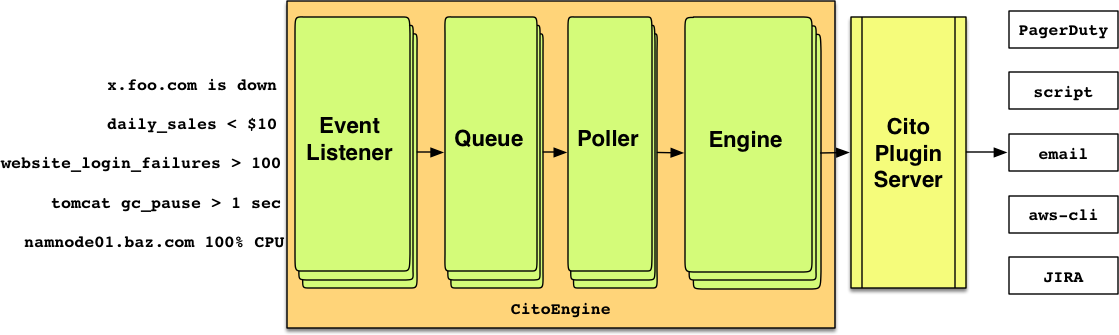 x.foo.com is down
daily_sales < $10
website_login_failures > 100
tomcat gc_pause > 1 sec
namnode01.baz.com 100% CPU
Event
Listener
Queue
Poller
Engine
CitoEngine
Cito
Plugin
Server
PagerDuty
script
email
aws-cli
JIRA